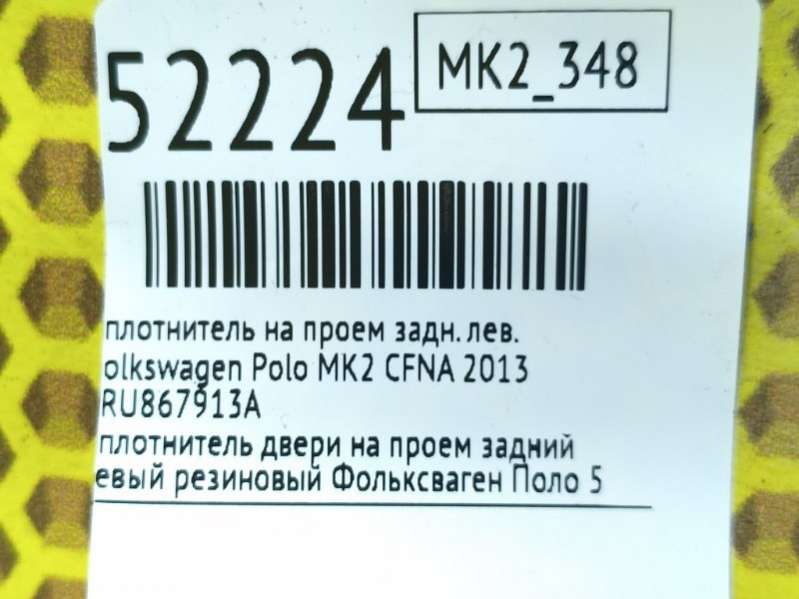 52224
MK2_348
плотнитель на проем задн. лев.
olkswagen Polo MK2 CFNA 2013
RU867913A
плотнитель двери на проем задний
евый резиновый Фольксваген Поло 5